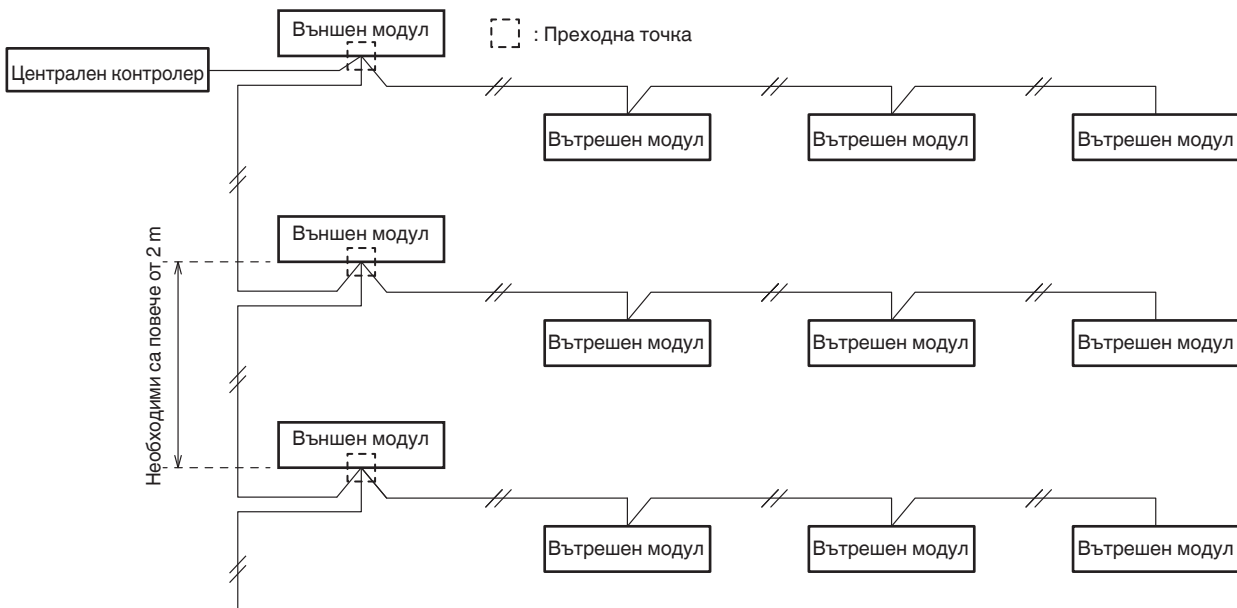 Външен модул
: Преходна точка
Централен контролер
Вътрешен модул
Вътрешен модул
Вътрешен модул
Външен модул
Необходими са повече от 2 m
Вътрешен модул
Вътрешен модул
Вътрешен модул
Външен модул
Вътрешен модул
Вътрешен модул
Вътрешен модул